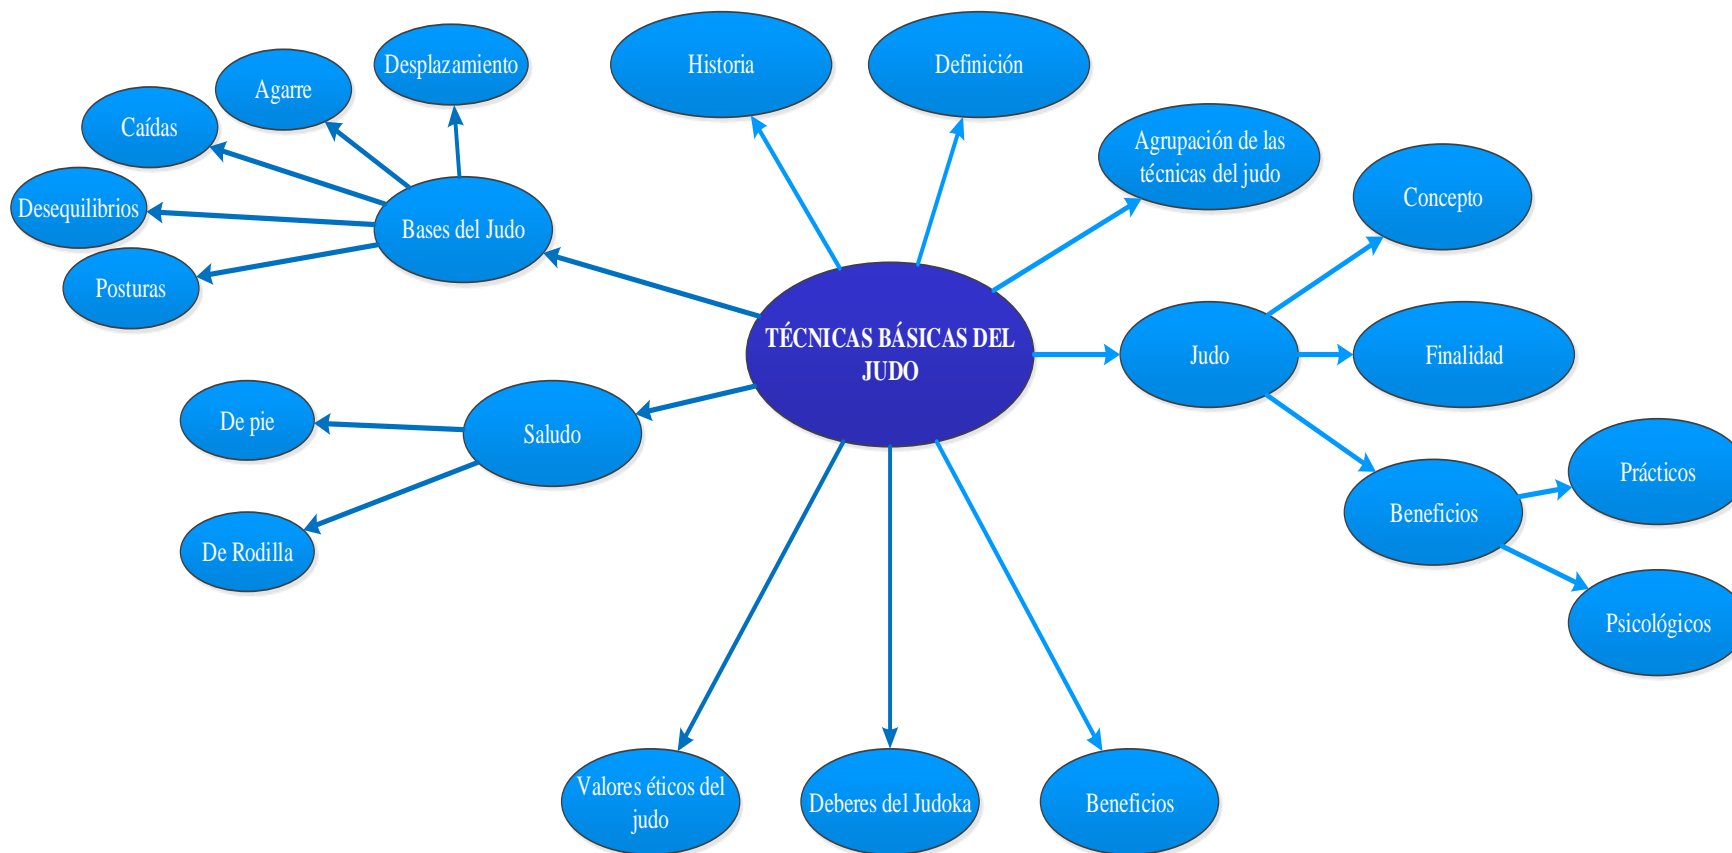 Desplazamiento
Historia
Definición
Agarre
Caídas
Agrupación de las
técnicas del judo
Concepto
Desequilibrios
Bases del Judo
Posturas
TÉCNICAS BÁSICAS DEL
JUDO
Judo
Finalidad
De pie
Saludo
Prácticos
Beneficios
De Rodilla
Psicológicos
Valores éticos del
judo
Deberes del Judoka
Beneficios